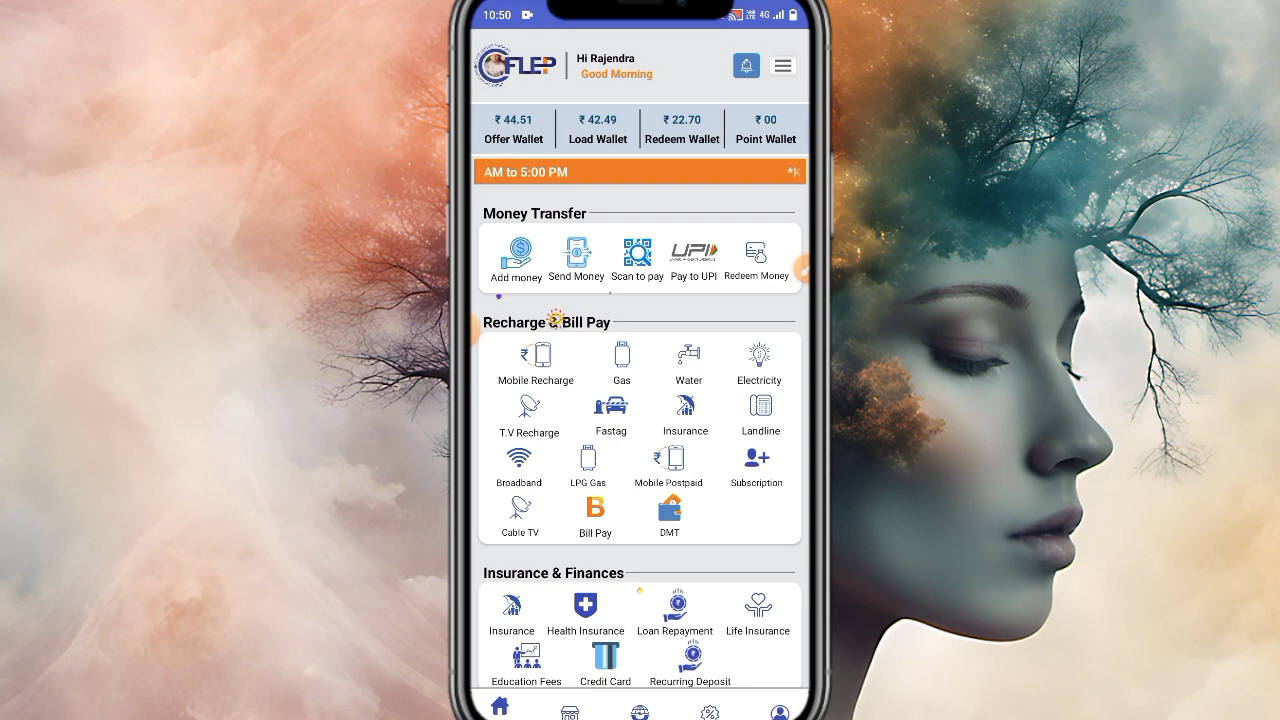 10:50
4G
FLEP
Hi Rajendra
Good Morning
₹ 44.51
₹ 42.49
₹ 22.70
₹ 00
Offer Wallet
Load Wallet
Redeem Wallet
Point Wallet
AM to 5:00 PM
Money Transfer
UPI
Add money
Send Money
Scan to pay
Pay to UPI
Redeem Money
Recharge & Bill Pay
Mobile Recharge
Gas
Water
Electricity
T.V Recharge
Fastag
Insurance
Landline
Broadband
LPG Gas
Mobile Postpaid
Subscription
B
Cable TV
Bill Pay
DMT
Insurance & Finances
Insurance
Health Insurance
Loan Repayment
Life Insurance
Education Fees
Credit Card
Recurring Deposit